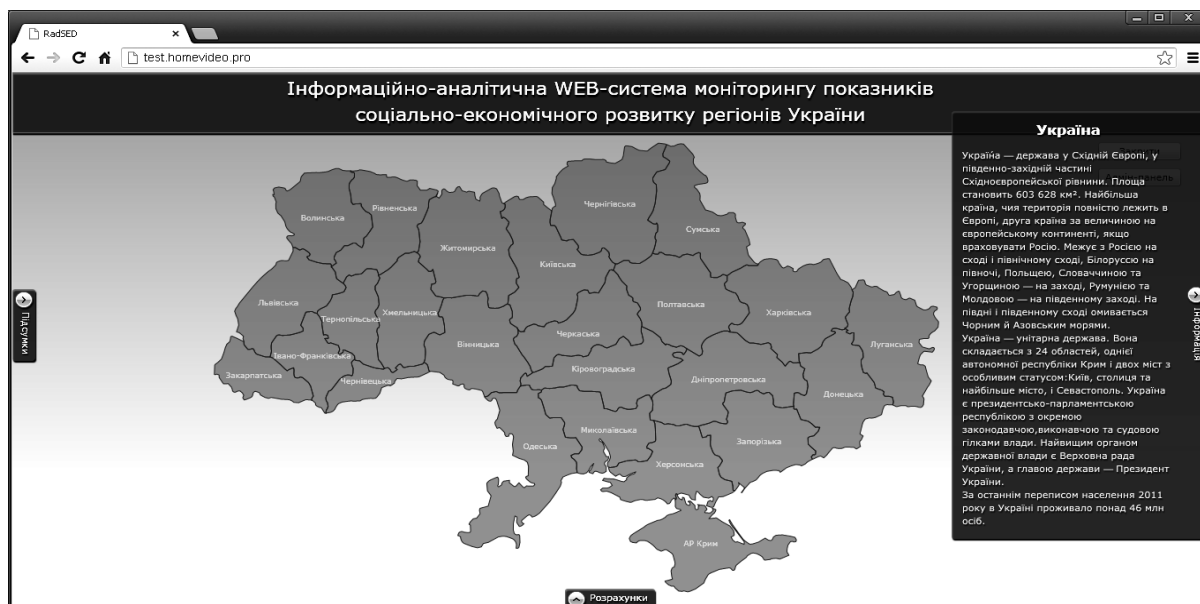 RadSED
test.homevideo.pro
Інформаційно-аналітична WEB-система моніторингу показників
соціально-економічного розвитку регіонів України
Волинська
Рівненська
Житомирська
Чернігівська
Сумська
Київська
Львівська
Тернопільська
Хмельницька
Вінницька
Черкаська
Полтавська
Харківська
Луганська
Івано-Франківська
Закарпатська
Чернівецька
Кіровоградська
Дніпропетровська
Донецька
Одеська
Миколаївська
Запорізька
Херсонська
АР Крим
Підсумки
Розрахунки
Інформація
Україна
Украї́на — держава у Східній Європі, у
південно-західній частині
Східноєвропейської рівнини. Площа
становить 603 628 км². Найбільша
країна, чия територія повністю лежить в
Європі, друга країна за величиною на
європейському континенті, якщо
враховувати Росію. Межує з Росією на
сході і північному сході, Білоруссю на
півночі, Польщею, Словаччиною та
Угорщиною — на заході, Румунією та
Молдовою — на південному заході. На
півдні і південному сході омивається
Чорним й Азовським морями.
Україна — унітарна держава. Вона
складається з 24 областей, однієї
автономної республіки Крим і двох міст з
особливим статусом:Київ, столиця та
найбільше місто, і Севастополь. Україна
є президентсько-парламентською
республікою з окремою
законодавчою,виконавчою та судовою
гілками влади. Найвищим органом
державної влади є Верховна рада
України, а главою держави — Президент
України.
За останнім переписом населення 2011
року в Україні проживало понад 46 млн
осіб.